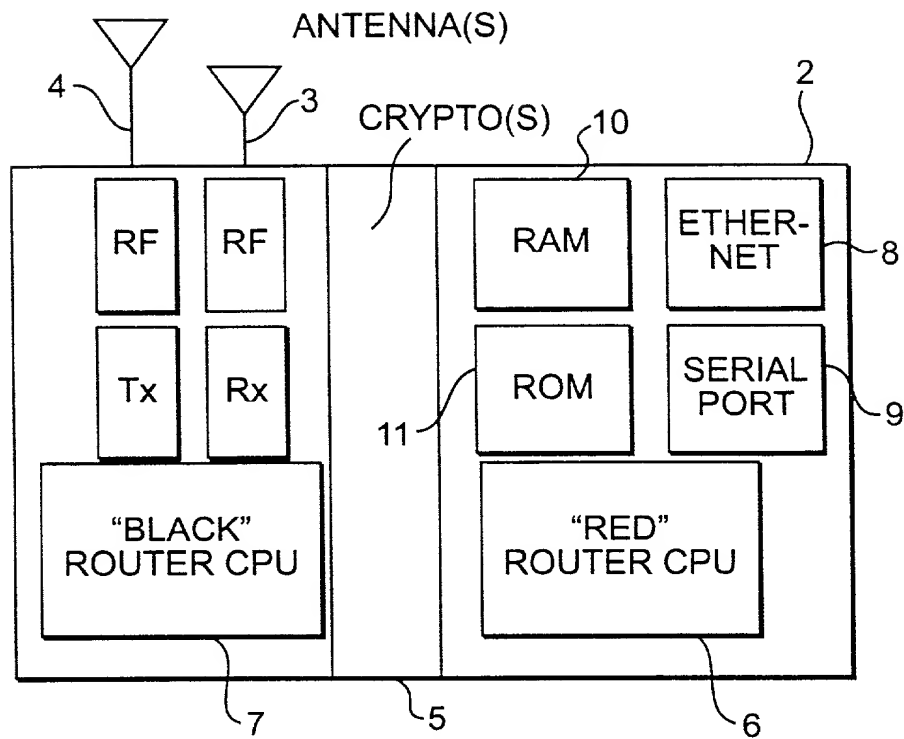 ANTENNA(S)
4
3
CRYPTO(S)
10
2
RF
RF
RAM
ETHER-
NET
8
Tx
Rx
ROM
SERIAL
PORT
11
9
“BLACK”
ROUTER CPU
“RED”
ROUTER CPU
7
5
6